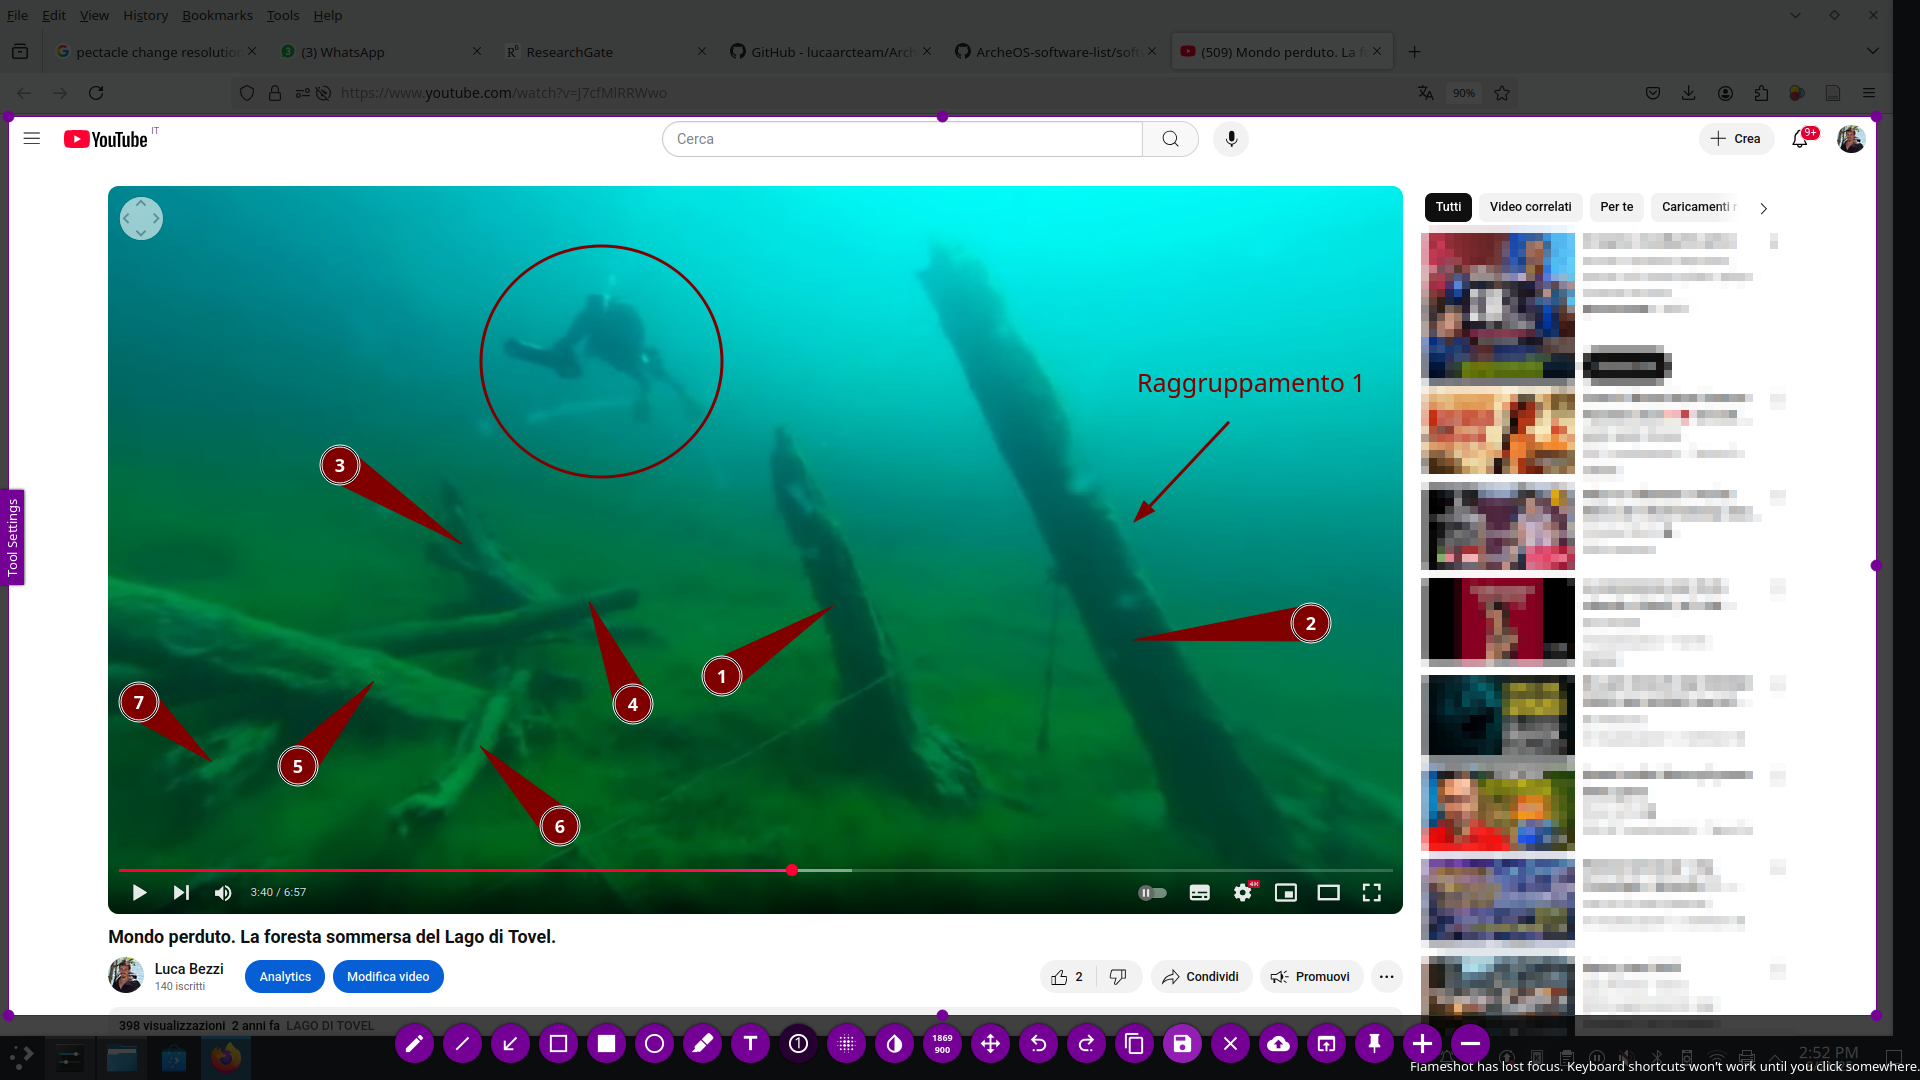 File Edit View History Bookmarks Tools Help
pectacle change resolution
3 (3) WhatsApp
R ResearchGate
GitHub - lucaarcteam/Arch
ArcheOS-software-list/soft
(509) Mondo perduto. La f
https://www.youtube.com/watch?v=J7cfMlRRWwo
90%
YouTube IT
Cerca
Crea
9+
Tutti
Video correlati
Per te
Caricamenti r
Raggruppamento 1
3
2
1
4
7
5
6
3:40 / 6:57
Mondo perduto. La foresta sommersa del Lago di Tovel.
Luca Bezzi
140 iscritti
Analytics
Modifica video
2
Condividi
Promuovi
398 visualizzazioni 2 anni fa LAGO DI TOVEL
Tool Settings
T
1
1869
900
2:52 PM
Flameshot has lost focus. Keyboard shortcuts won't work until you click somewhere.